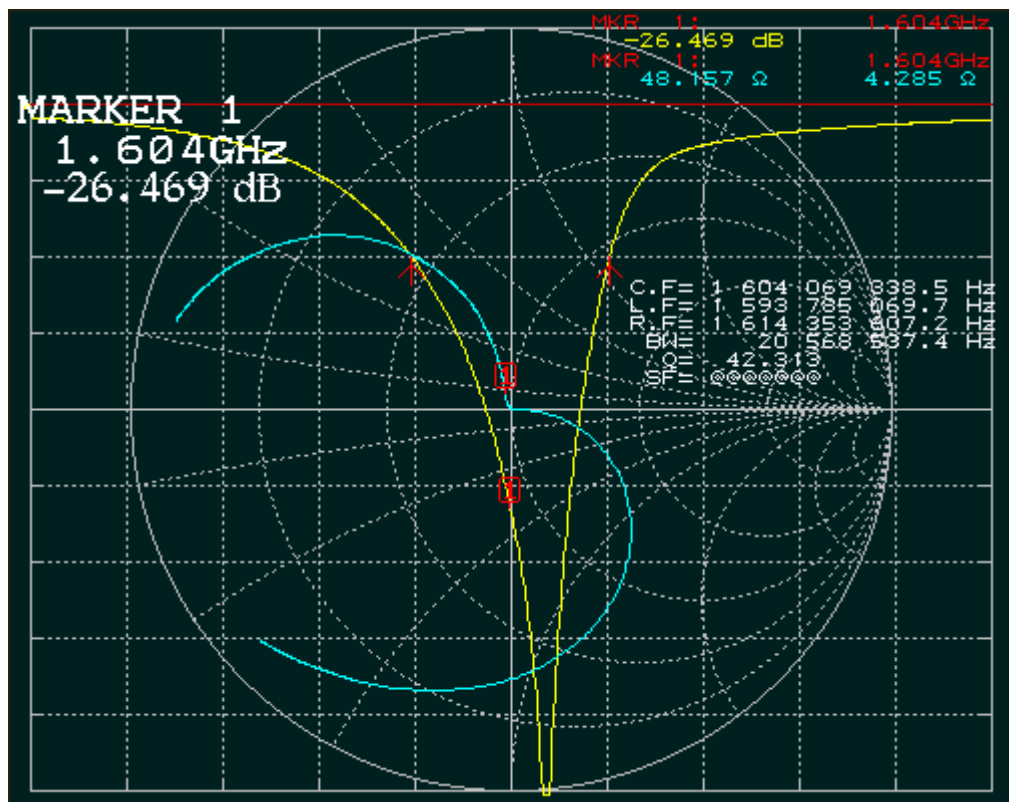 MKR 1: 1.604GHz
-26.469 dB
MKR 1: 1.604GHz
48.157 Ω 4.285 Ω
MARKER 1
1.604GHz
-26.469 dB
C.F= 1 604 069 338.5 Hz
L.F= 1 593 785 069.7 Hz
R.F= 1 614 353 607.2 Hz
BW= 20 568 537.4 Hz
Q= 42.313
SF= @@@@@@@
1
1